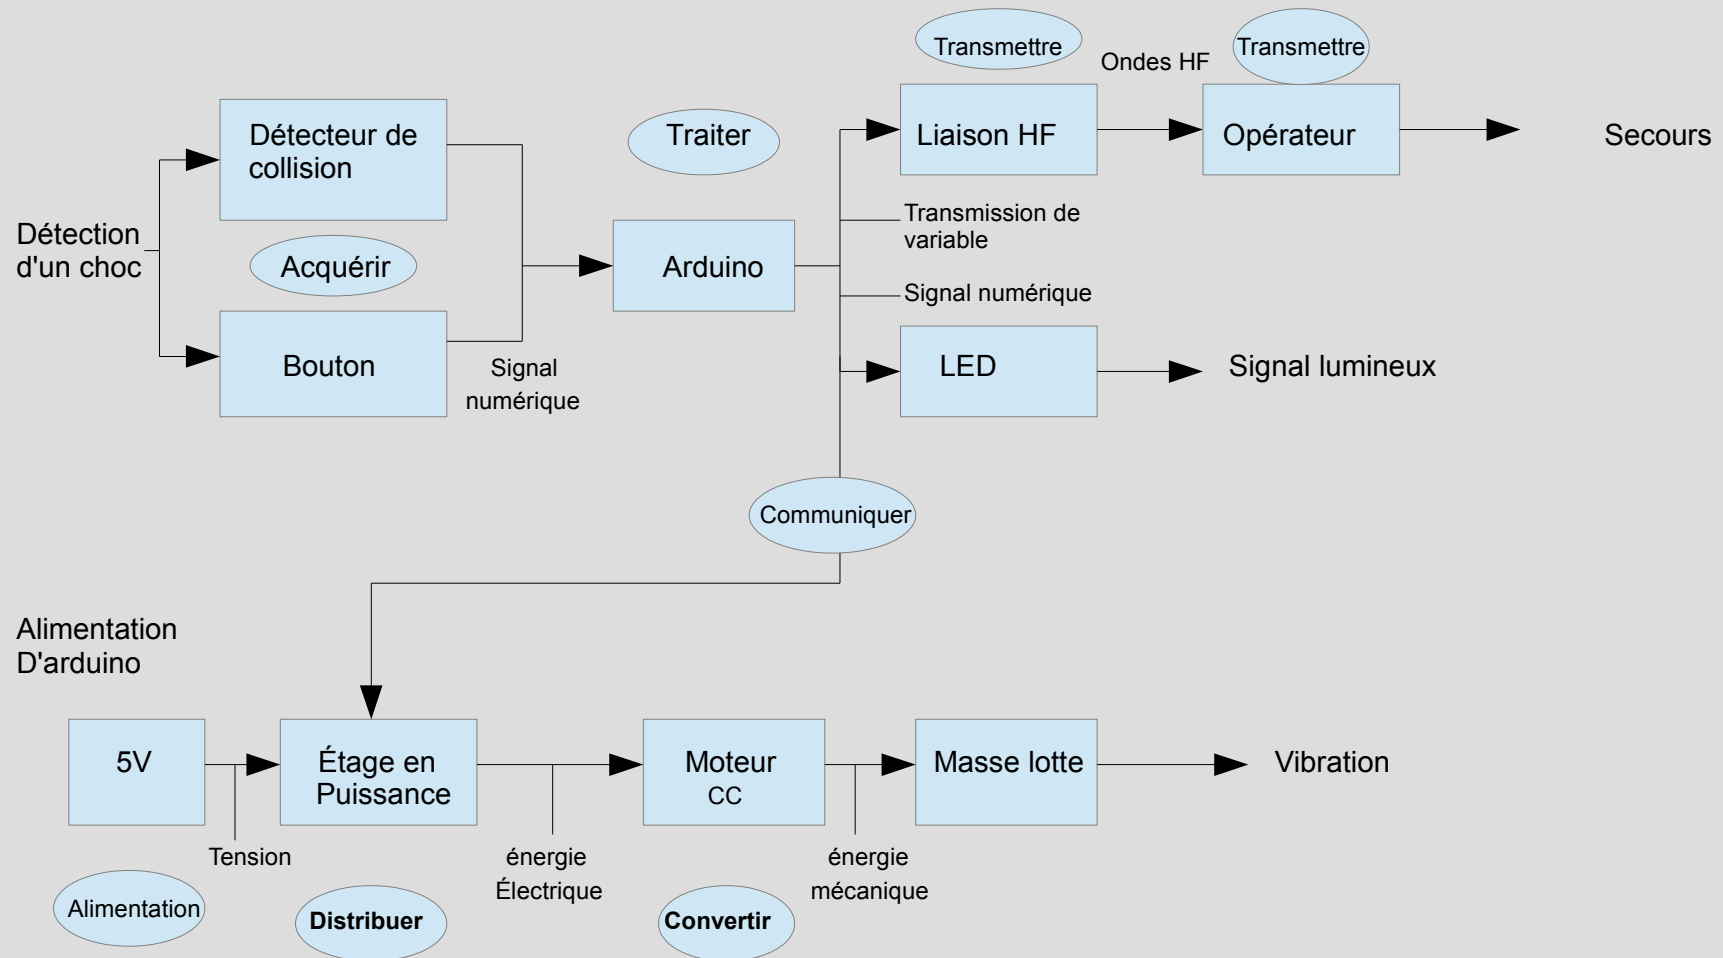 Transmettre
Ondes HF
Transmettre
Détecteur de
collision
Traiter
Liaison HF
Opérateur
Secours
Détection
d'un choc
Acquérir
Arduino
Transmission de
variable
Signal numérique
Bouton
Signal
numérique
LED
Signal lumineux
Communiquer
Alimentation
D'arduino
5V
Étage en
Puissance
Moteur
CC
Masse lotte
Vibration
Tension
énergie
Électrique
énergie
mécanique
Alimentation
Distribuer
Convertir